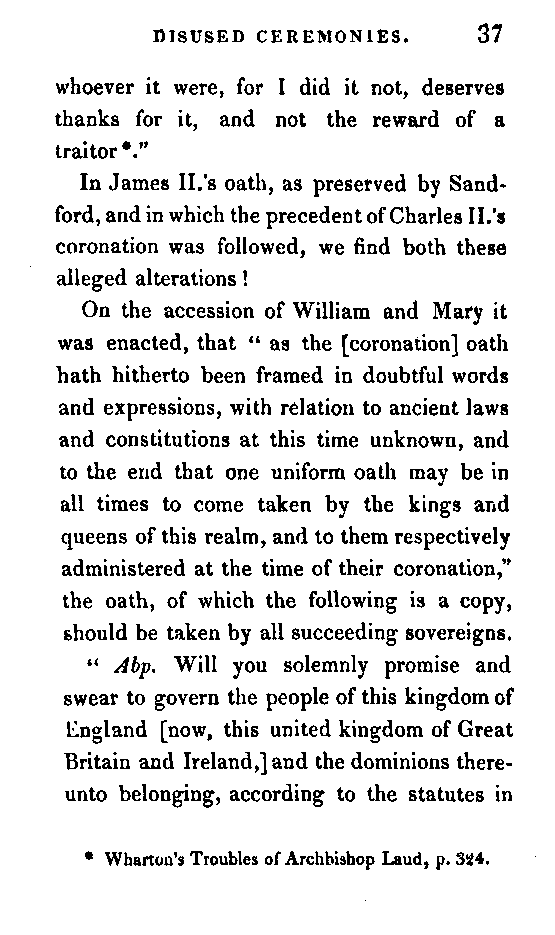 DISUSED CEREMONIES. 37
whoever it were, for I did it not, deserves
thanks for it, and not the reward of a
traitor *."
In James II.'s oath, as preserved by Sand-
ford, and in which the precedent of Charles II.'s
coronation was followed, we find both these
alleged alterations !
On the accession of William and Mary it
was enacted, that " as the [coronation] oath
hath hitherto been framed in doubtful words
and expressions, with relation to ancient laws
and constitutions at this time unknown, and
to the end that one uniform oath may be in
all times to come taken by the kings and
queens of this realm, and to them respectively
administered at the time of their coronation,"
the oath, of which the following is a copy,
should be taken by all succeeding sovereigns.
" Abp. Will you solemnly promise and
swear to govern the people of this kingdom of
England [now, this united kingdom of Great
Britain and Ireland,] and the dominions there-
unto belonging, according to the statutes in
* Wharton's Troubles of Archbishop Laud, p. 324.